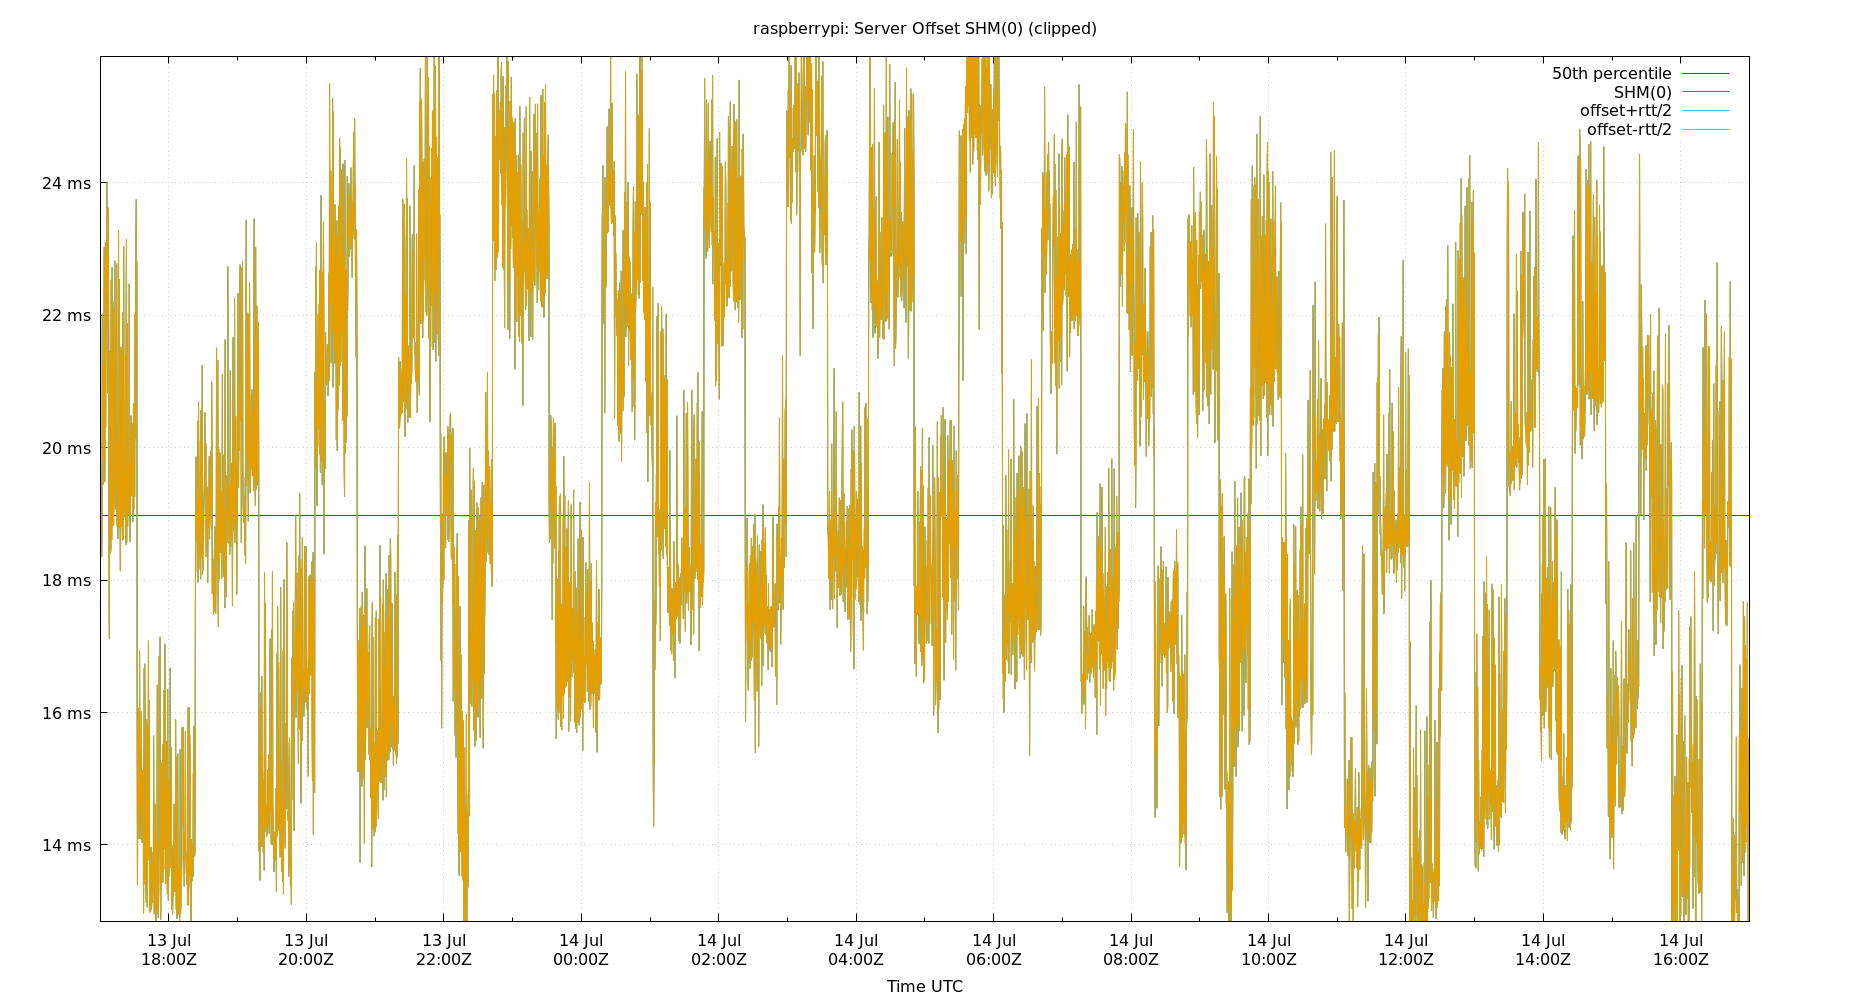 raspberrypi: Server Offset SHM(0) (clipped)
50th percentile
SHM(0)
offset+rtt/2
offset-rtt/2
24 ms
22 ms
20 ms
18 ms
16 ms
14 ms
13 Jul 13 Jul 13 Jul 14 Jul 14 Jul 14 Jul 14 Jul 14 Jul 14 Jul 14 Jul 14 Jul 14 Jul
18:00Z 20:00Z 22:00Z 00:00Z 02:00Z 04:00Z 06:00Z 08:00Z 10:00Z 12:00Z 14:00Z 16:00Z
Time UTC